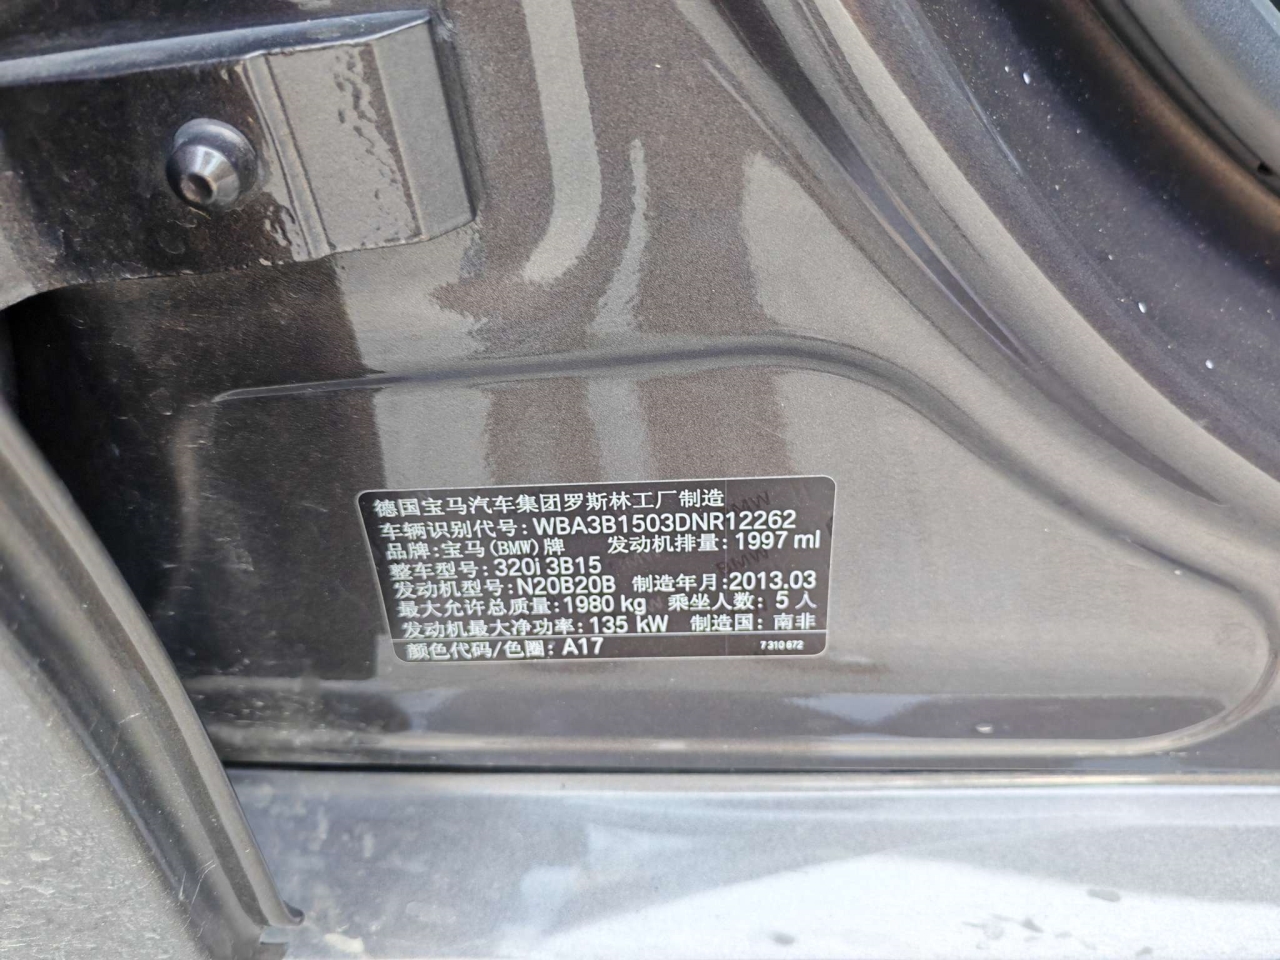 德国宝马汽车集团罗斯林工厂制造
车辆识别代号: WBA3B1503DNR12262
品牌: 宝马(BMW)牌 发动机排量: 1997 ml
整车型号: 320i 3B15
发动机型号: N20B20B 制造年月: 2013.03
最大允许总质量: 1980 kg 乘坐人数: 5 人
发动机最大净功率: 135 kW 制造国: 南非
颜色代码/色圈: A17 7310672